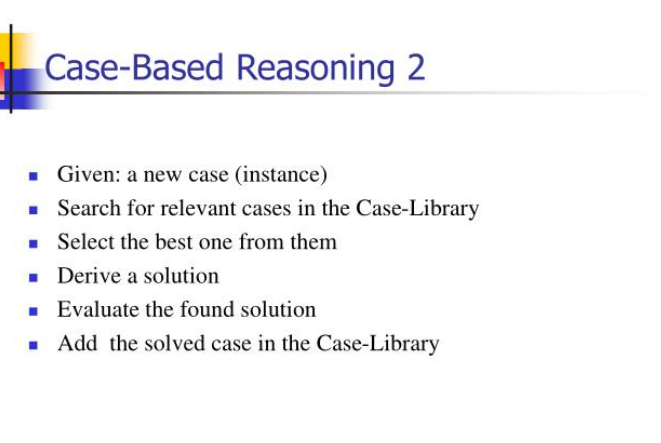 Case-Based Reasoning 2
Given: a new case (instance)
Search for relevant cases in the Case-Library
Select the best one from them
Derive a solution
Evaluate the found solution
Add  the solved case in the Case-Library